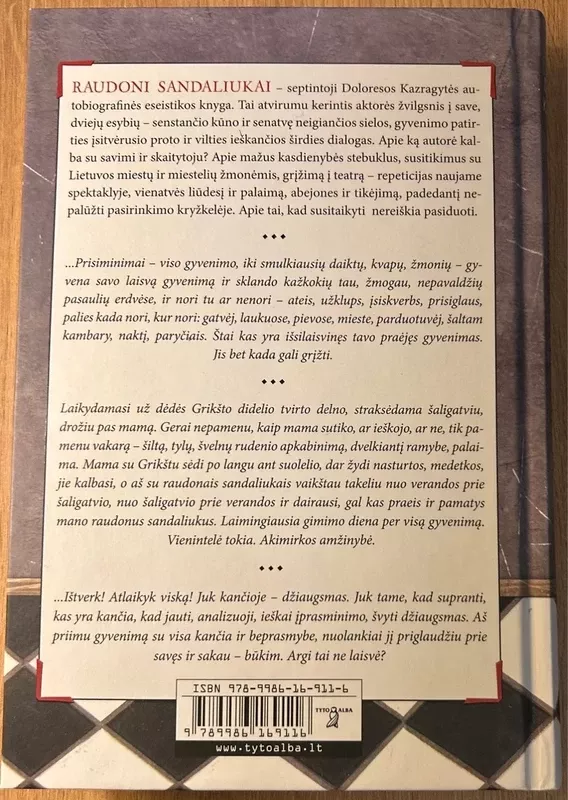 RAUDONI SANDALIUKAI – septintoji Doloresos Kazragytės au-
tobiografinės eseistikos knyga. Tai atvirumu kerintis aktorės žvilgsnis į save,
dviejų esybių – senstančio kūno ir senatvę neigiančios sielos, gyvenimo patir-
ties įsitvėrusio proto ir vilties ieškančios širdies dialogas. Apie ką autorė kal-
ba su savimi ir skaitytoju? Apie mažus kasdienybės stebuklus, susitikimus su
Lietuvos miestų ir miestelių žmonėmis, grįžimą į teatrą – repeticijas naujame
spektaklyje, vienatvės liūdesį ir palaimą, abejones ir tikėjimą, padedantį ne-
palūžti pasirinkimo kryžkelėje. Apie tai, kad susitaikyti nereiškia pasiduoti.
...Prisiminimai – viso gyvenimo, iki smulkiausių daiktų, kvapų, žmonių – gy-
vena savo laisvą gyvenimą ir sklando kažkokių tau, žmogau, nepavaldžių
pasaulių erdvėse, ir nori tu ar nenori – ateis, užklups, įsiskverbs, prisiglaus,
palies kada nori, kur nori: gatvėj, laukuose, pievose, mieste, parduotuvėj, šaltam
kambary, naktį, paryčiais. Štai kas yra išsilaisvinęs tavo praėjęs gyvenimas.
Jis bet kada gali grįžti.
Laikydamasi už dėdės Grikšto didelio tvirto delno, straksėdama šaligatviu,
drožiu pas mamą. Gerai nepamenu, kaip mama sutiko, ar ieškojo, ar ne, tik pa-
menu vakarą – šiltą, tylų, švelnų rudenio apkabinimą, dvelkiantį ramybe, palai-
ma. Mama su Grikštu sėdi po langu ant suolelio, dar žydi nasturtos, medetkos,
jie kalbasi, o aš su raudonais sandaliukais vaikštau takeliu nuo verandos prie
šaligatvio, nuo šaligatvio prie verandos ir dairausi, gal kas praeis ir pamatys
mano raudonus sandaliukus. Laimingiausia gimimo diena per visą gyvenimą.
Vienintelė tokia. Akimirkos amžinybė.
...Ištverk! Atlaikyk viską! Juk kančioje – džiaugsmas. Juk tame, kad supranti,
kas yra kančia, kad jauti, analizuoji, ieškai įprasminimo, švyti džiaugsmas. Aš
priimu gyvenimą su visa kančia ir beprasmybe, nuolankiai jį priglaudžiu prie
savęs ir sakau – būkim. Argi tai ne laisvė?
ISBN 978-9986-16-911-6
TYTO ALBA
9 789986 169116
www.tytoalba.lt